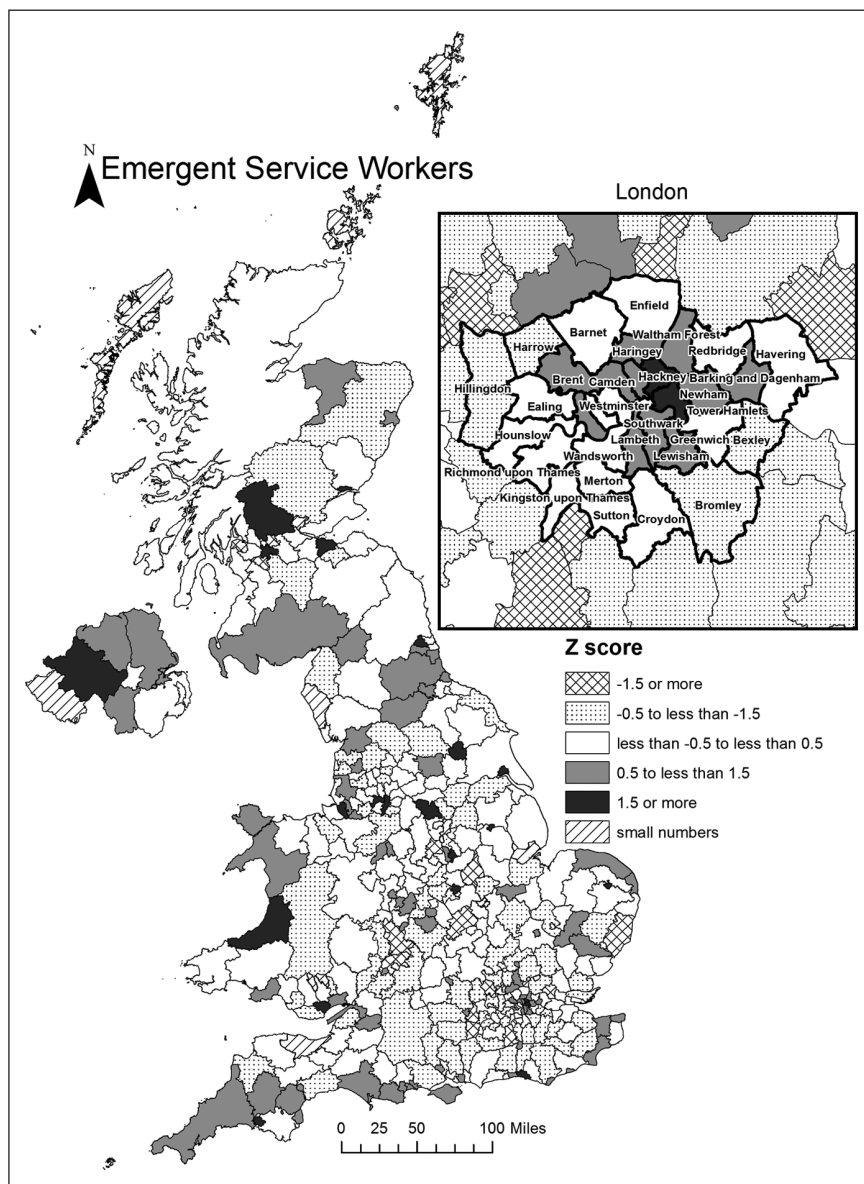 N
Emergent Service Workers
London
Enfield
Barnet
Waltham Forest
Harrow
Haringey
Redbridge
Havering
Hillingdon
Brent
Camden
Hackney
Barking and Dagenham
Newham
Ealing
Westminster
Tower Hamlets
Southwark
Hounslow
Lambeth
Greenwich
Bexley
Wandsworth
Lewisham
Richmond upon Thames
Merton
Kingston upon Thames
Bromley
Sutton
Croydon
Z score
-1.5 or more
-0.5 to less than -1.5
less than -0.5 to less than 0.5
0.5 to less than 1.5
1.5 or more
small numbers
0 25 50 100 Miles